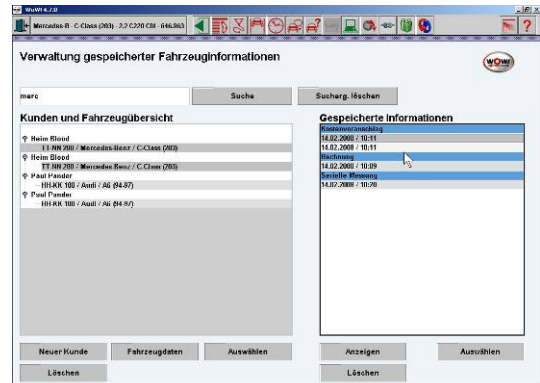 WoW! 4.7.0
Mercedes-B - C-Class (203) - 2.2 C220 CDI - 646.963
Verwaltung gespeicherter Fahrzeuginformationen
WOW!
marc
Suche
Sucherg. löschen
Kunden und Fahrzeugübersicht
Gespeicherte Informationen
Heim Blood
TT-NN 200 / Mercedes-Benz / C-Class (203)
Heim Blood
TT-NN 200 / Mercedes-Benz / C-Class (203)
Paul Pander
HH-KK 100 / Audi / A6 (94-97)
Paul Pander
HH-KK 100 / Audi / A6 (94-97)
Kostenvoranschlag
14.02.2008 / 10:11
14.02.2008 / 10:11
Rechnung
14.02.2008 / 10:09
Serielle Messung
14.02.2008 / 10:20
Neuer Kunde
Fahrzeugdaten
Auswählen
Anzeigen
Auswählen
Löschen
Löschen